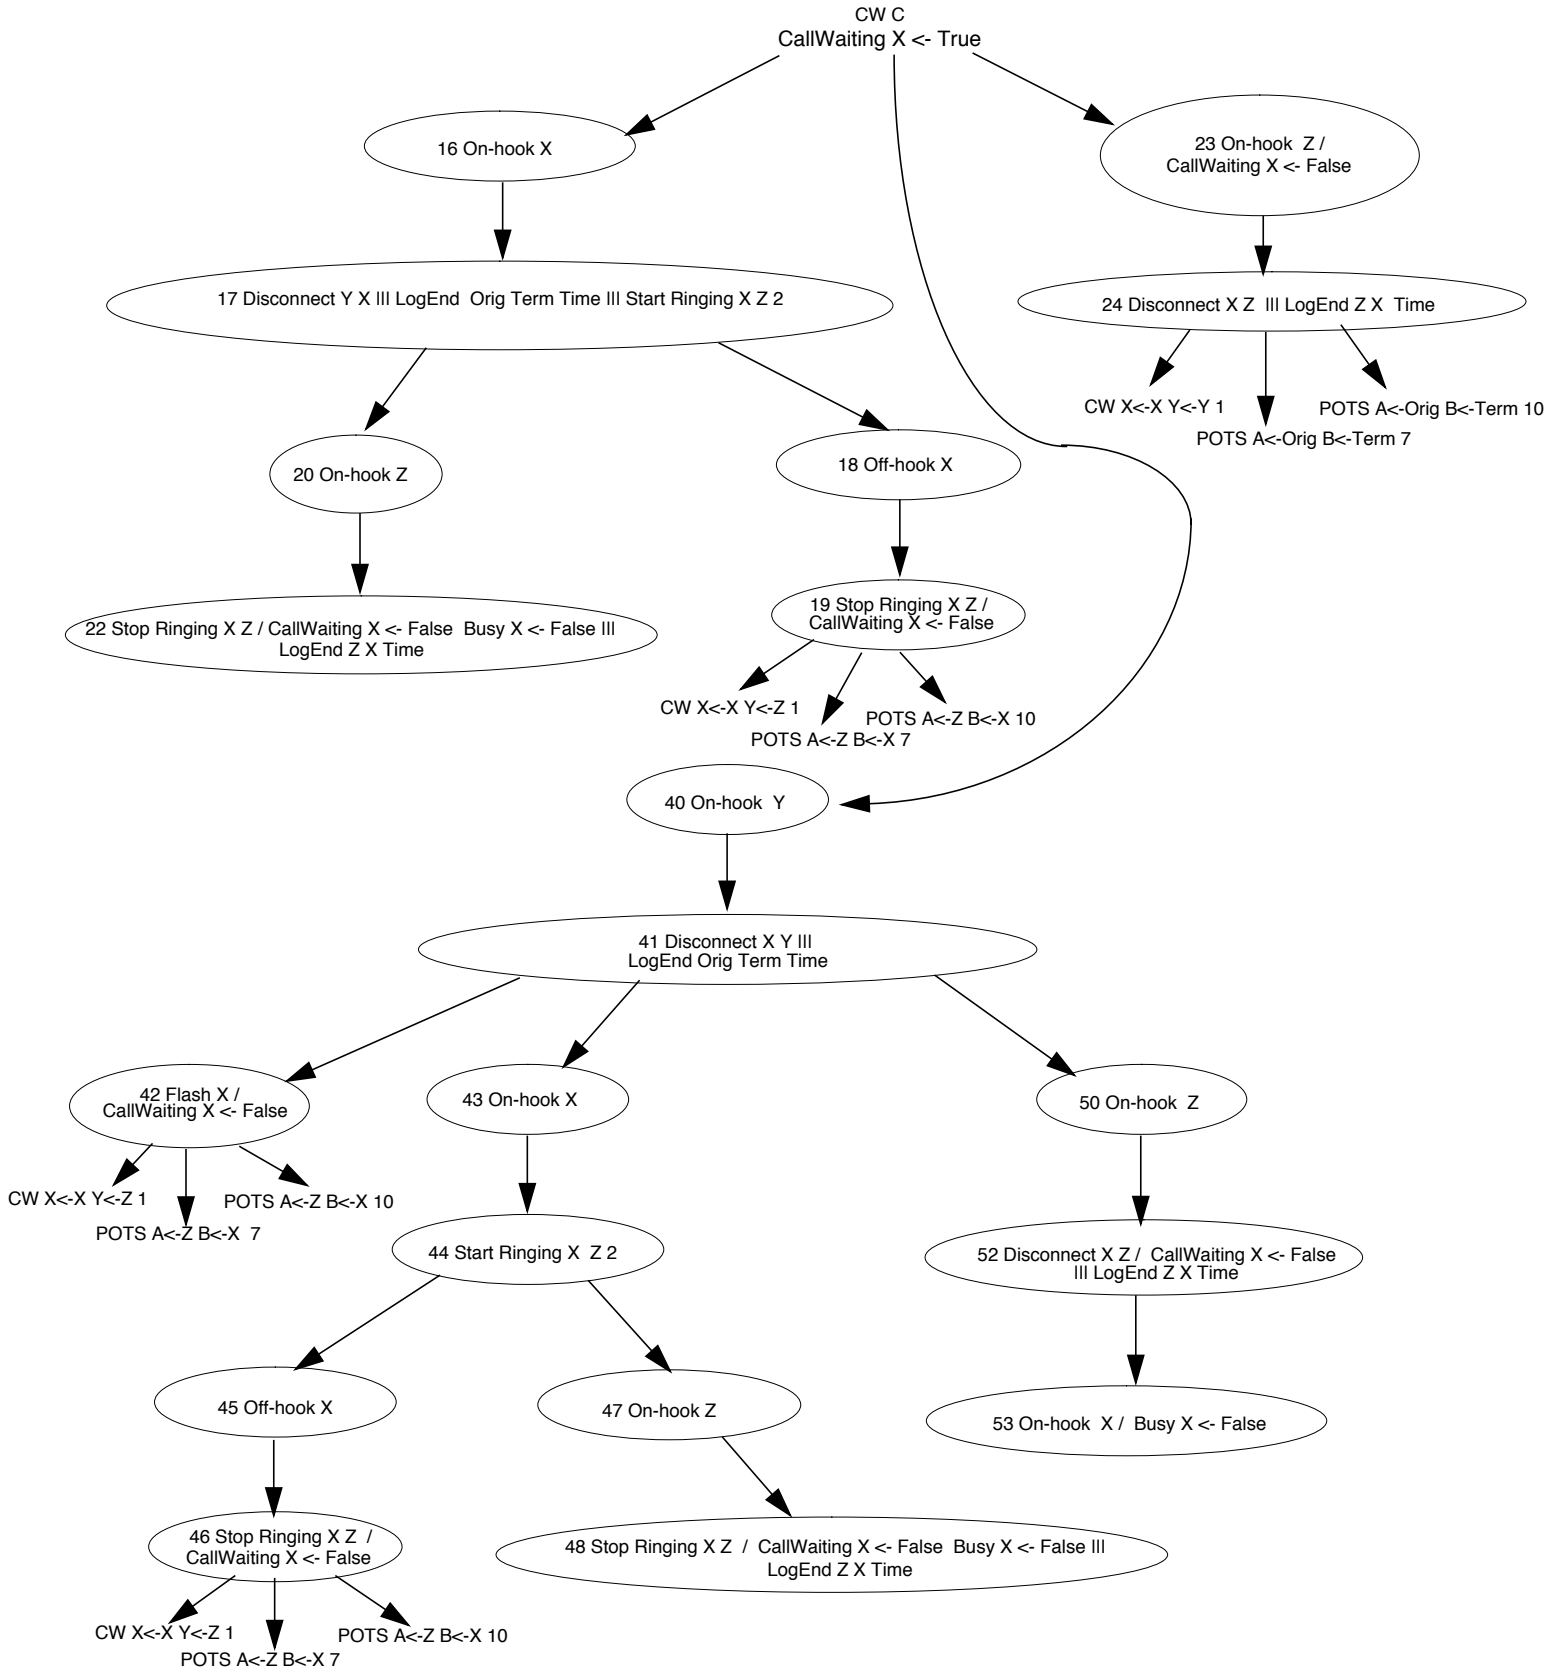 CW C
CallWaiting X <- True
16 On-hook X
23 On-hook Z /
CallWaiting X <- False
17 Disconnect Y X ||| LogEnd Orig Term Time ||| Start Ringing X Z 2
24 Disconnect X Z ||| LogEnd Z X Time
CW X<-X Y<-Y 1
POTS A<-Orig B<-Term 10
POTS A<-Orig B<-Term 7
20 On-hook Z
18 Off-hook X
22 Stop Ringing X Z / CallWaiting X <- False Busy X <- False |||
LogEnd Z X Time
19 Stop Ringing X Z /
CallWaiting X <- False
CW X<-X Y<-Z 1
POTS A<-Z B<-X 10
POTS A<-Z B<-X 7
40 On-hook Y
41 Disconnect X Y |||
LogEnd Orig Term Time
42 Flash X /
CallWaiting X <- False
43 On-hook X
50 On-hook Z
CW X<-X Y<-Z 1
POTS A<-Z B<-X 10
POTS A<-Z B<-X 7
44 Start Ringing X Z 2
52 Disconnect X Z / CallWaiting X <- False
||| LogEnd Z X Time
45 Off-hook X
47 On-hook Z
53 On-hook X / Busy X <- False
46 Stop Ringing X Z /
CallWaiting X <- False
48 Stop Ringing X Z / CallWaiting X <- False Busy X <- False |||
LogEnd Z X Time
CW X<-X Y<-Z 1
POTS A<-Z B<-X 10
POTS A<-Z B<-X 7